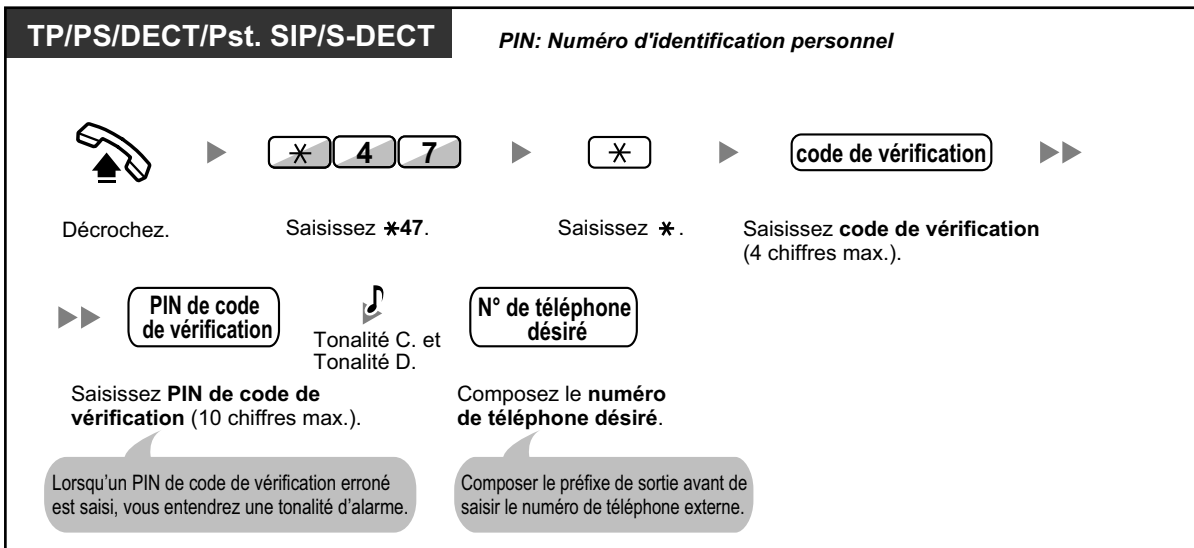 TP/PS/DECT/Pst. SIP/S-DECT
PIN: Numéro d'identification personnel
* 4 7
*
code de vérification
Décrochez.
Saisissez *47.
Saisissez *.
Saisissez code de vérification
(4 chiffres max.).
PIN de code
de vérification
Tonalité C. et
Tonalité D.
N° de téléphone
désiré
Saisissez PIN de code de
vérification (10 chiffres max.).
Composez le numéro
de téléphone désiré.
Lorsqu'un PIN de code de vérification erroné
est saisi, vous entendrez une tonalité d'alarme.
Composer le préfixe de sortie avant de
saisir le numéro de téléphone externe.